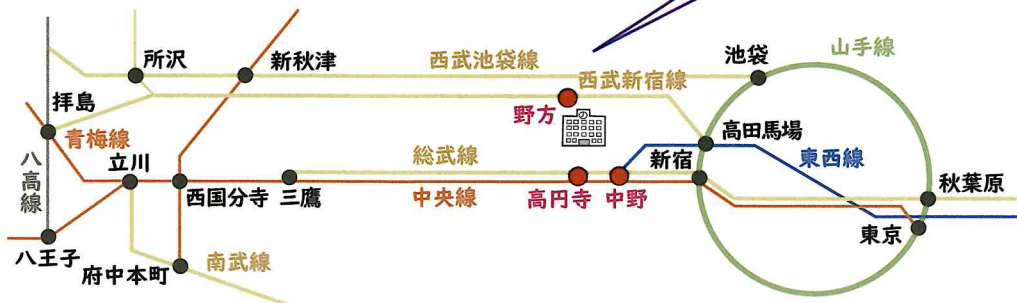 所沢
新秋津
西武池袋線
池袋
山手線
西武新宿線
拝島
野方
青梅線
高田馬場
八高線
立川
総武線
新宿
東西線
西国分寺
三鷹
中央線
高円寺
中野
秋葉原
東京
八王子
府中本町
南武線